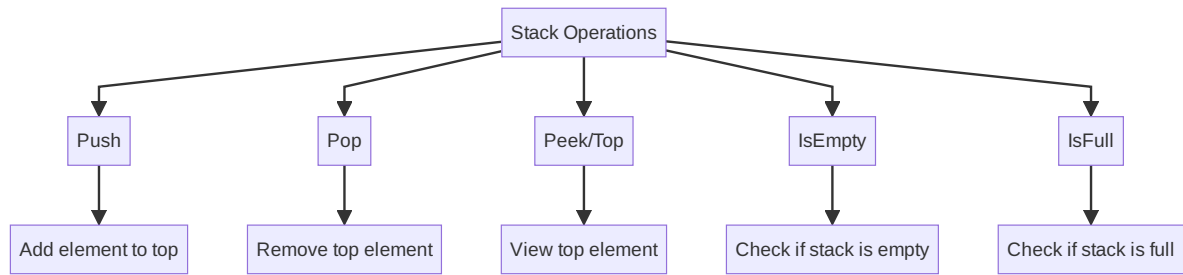 Stack Operations
Push
Pop
Peek/Top
IsEmpty
IsFull
Add element to top
Remove top element
View top element
Check if stack is empty
Check if stack is full